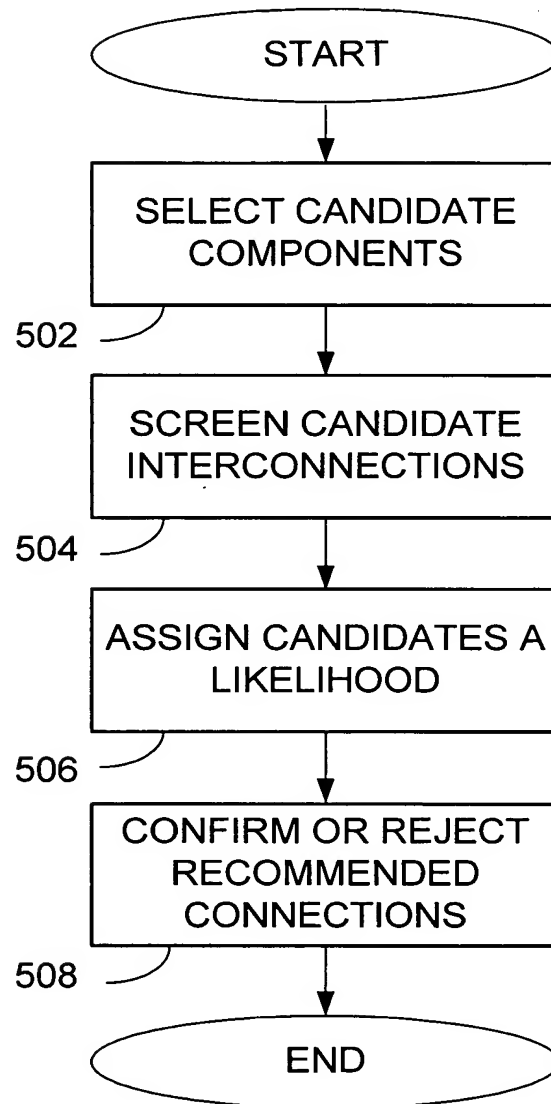 START
SELECT CANDIDATE
COMPONENTS
502
SCREEN CANDIDATE
INTERCONNECTIONS
504
ASSIGN CANDIDATES A
LIKELIHOOD
506
CONFIRM OR REJECT
RECOMMENDED
CONNECTIONS
508
END